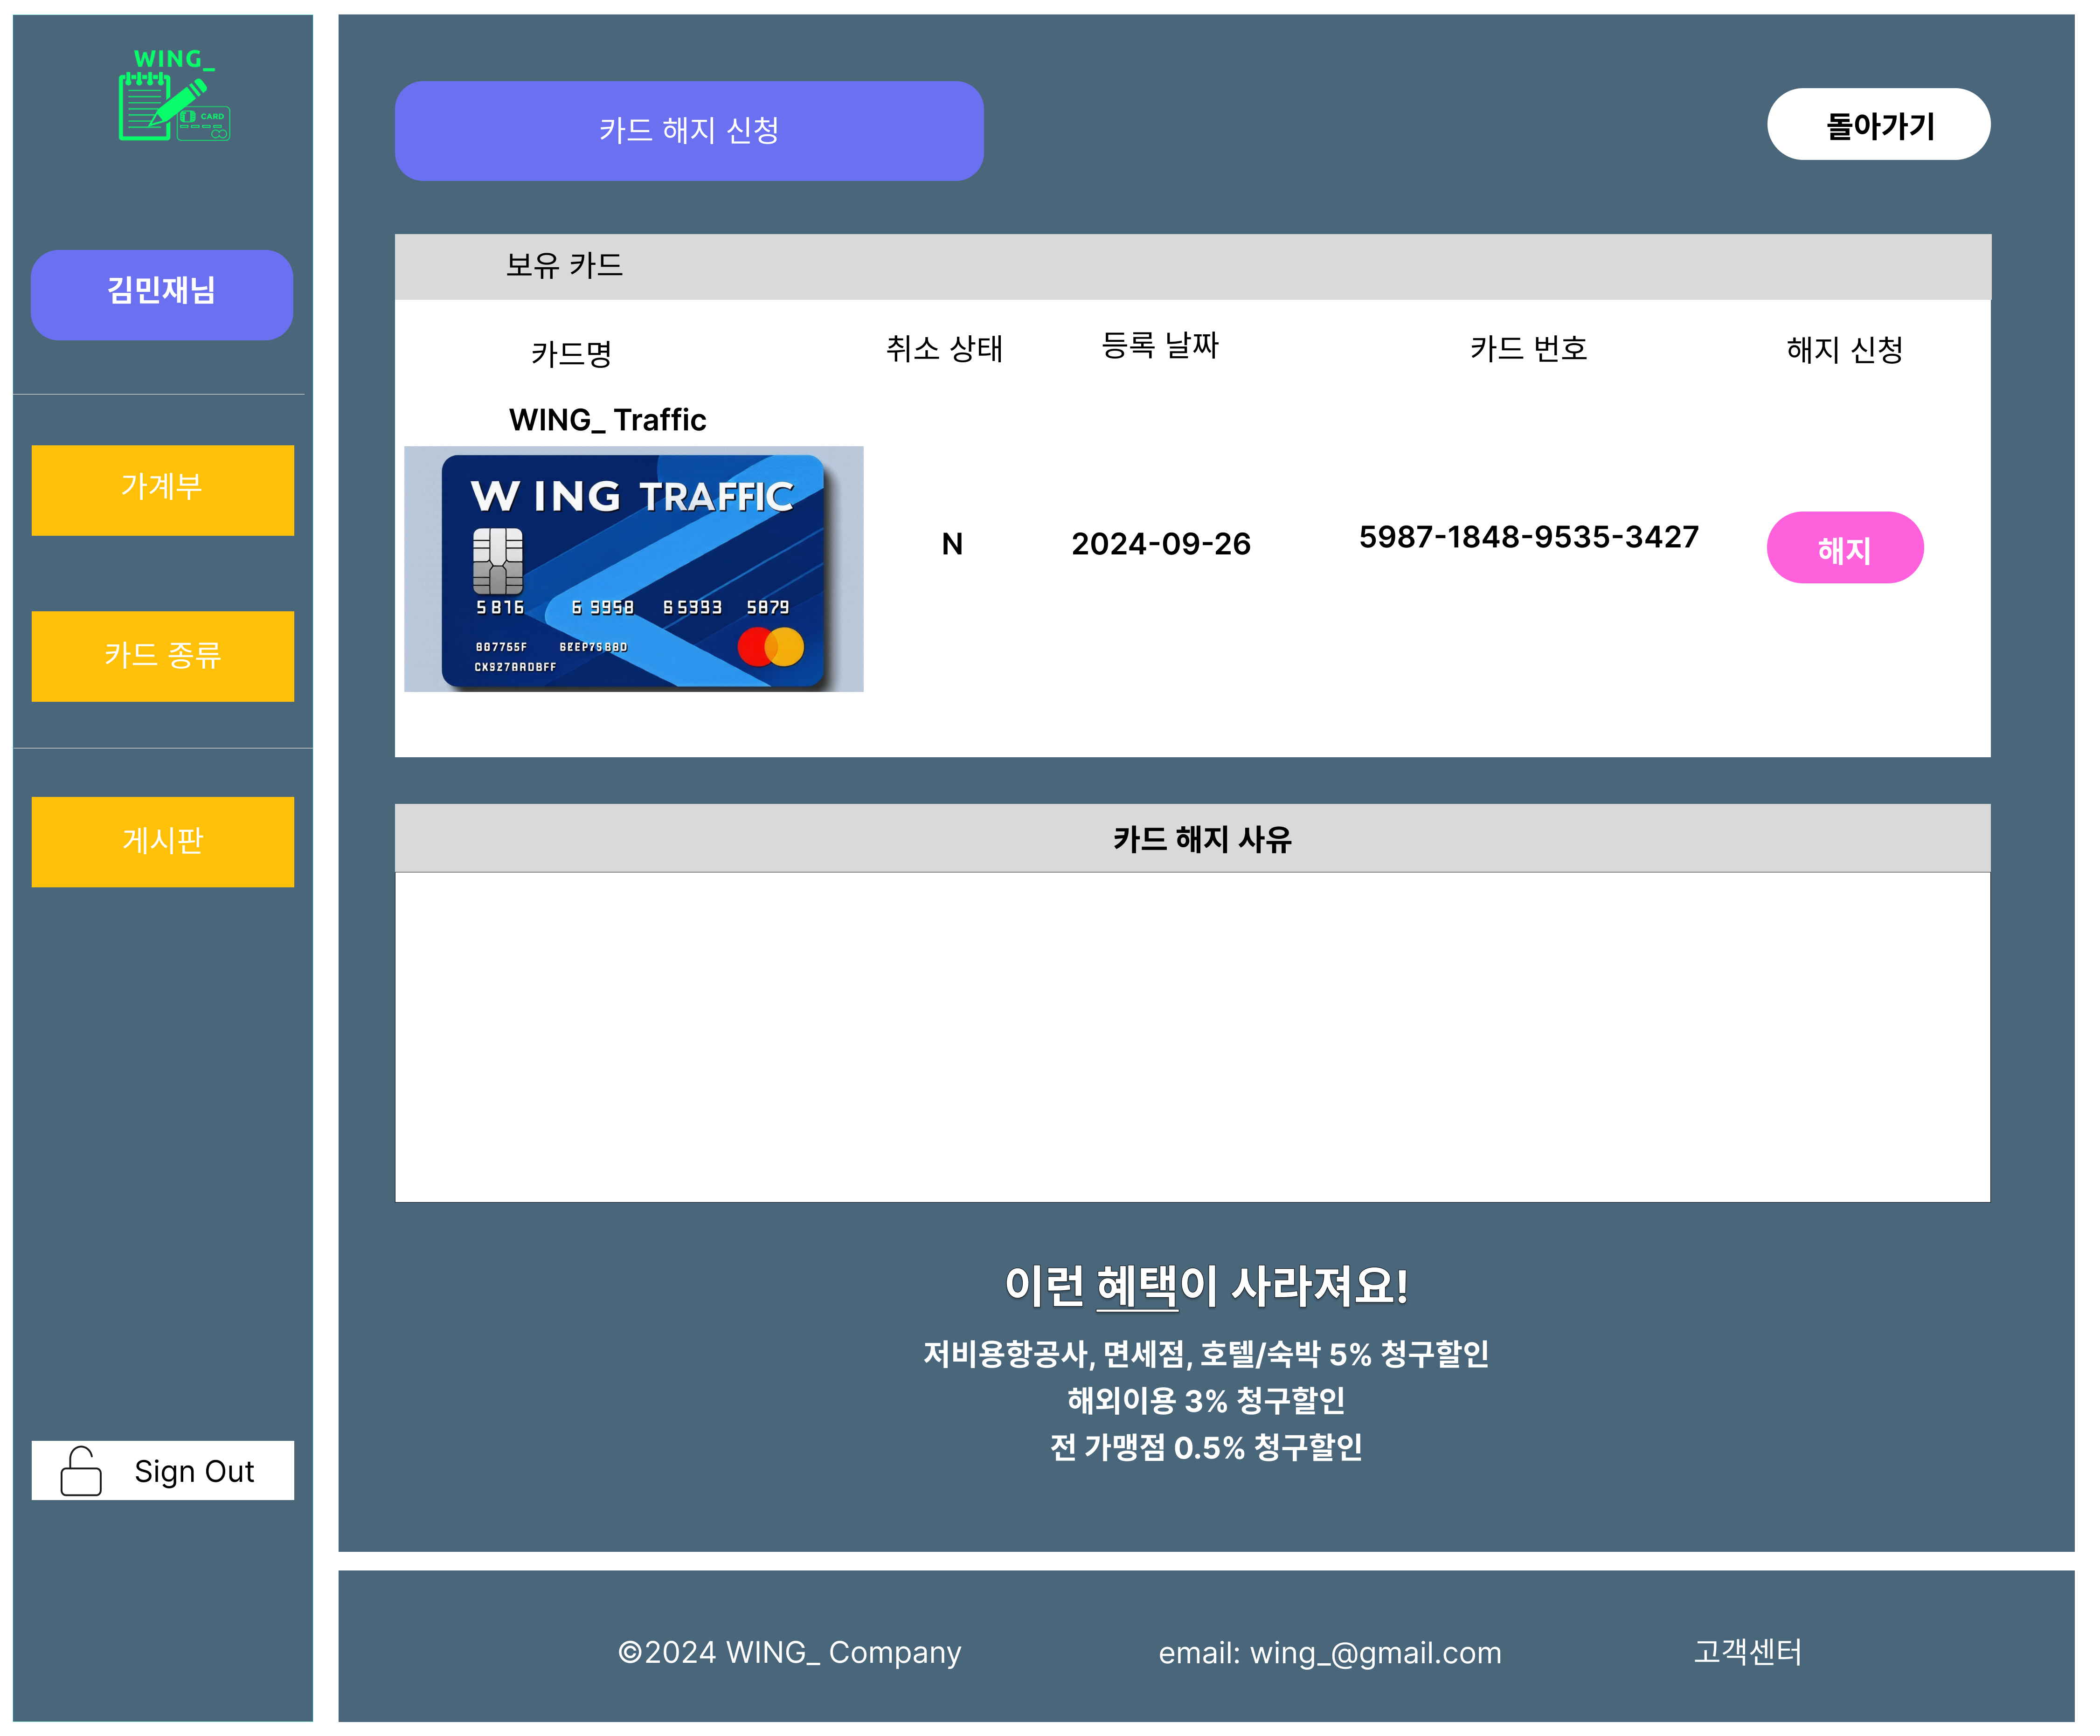 WING_
CARD
김민재님
가계부
카드 종류
게시판
Sign Out
카드 해지 신청
돌아가기
보유 카드
카드명 취소 상태 등록 날짜 카드 번호 해지 신청
WING_ Traffic
W ING TRAFFIC
5816 6 9958 65393 5879
N 2024-09-26 5987-1848-9535-3427 해지
카드 해지 사유
이런 혜택이 사라져요!
저비용항공사, 면세점, 호텔/숙박 5% 청구할인
해외이용 3% 청구할인
전 가맹점 0.5% 청구할인
©2024 WING_ Company email: wing_@gmail.com 고객센터